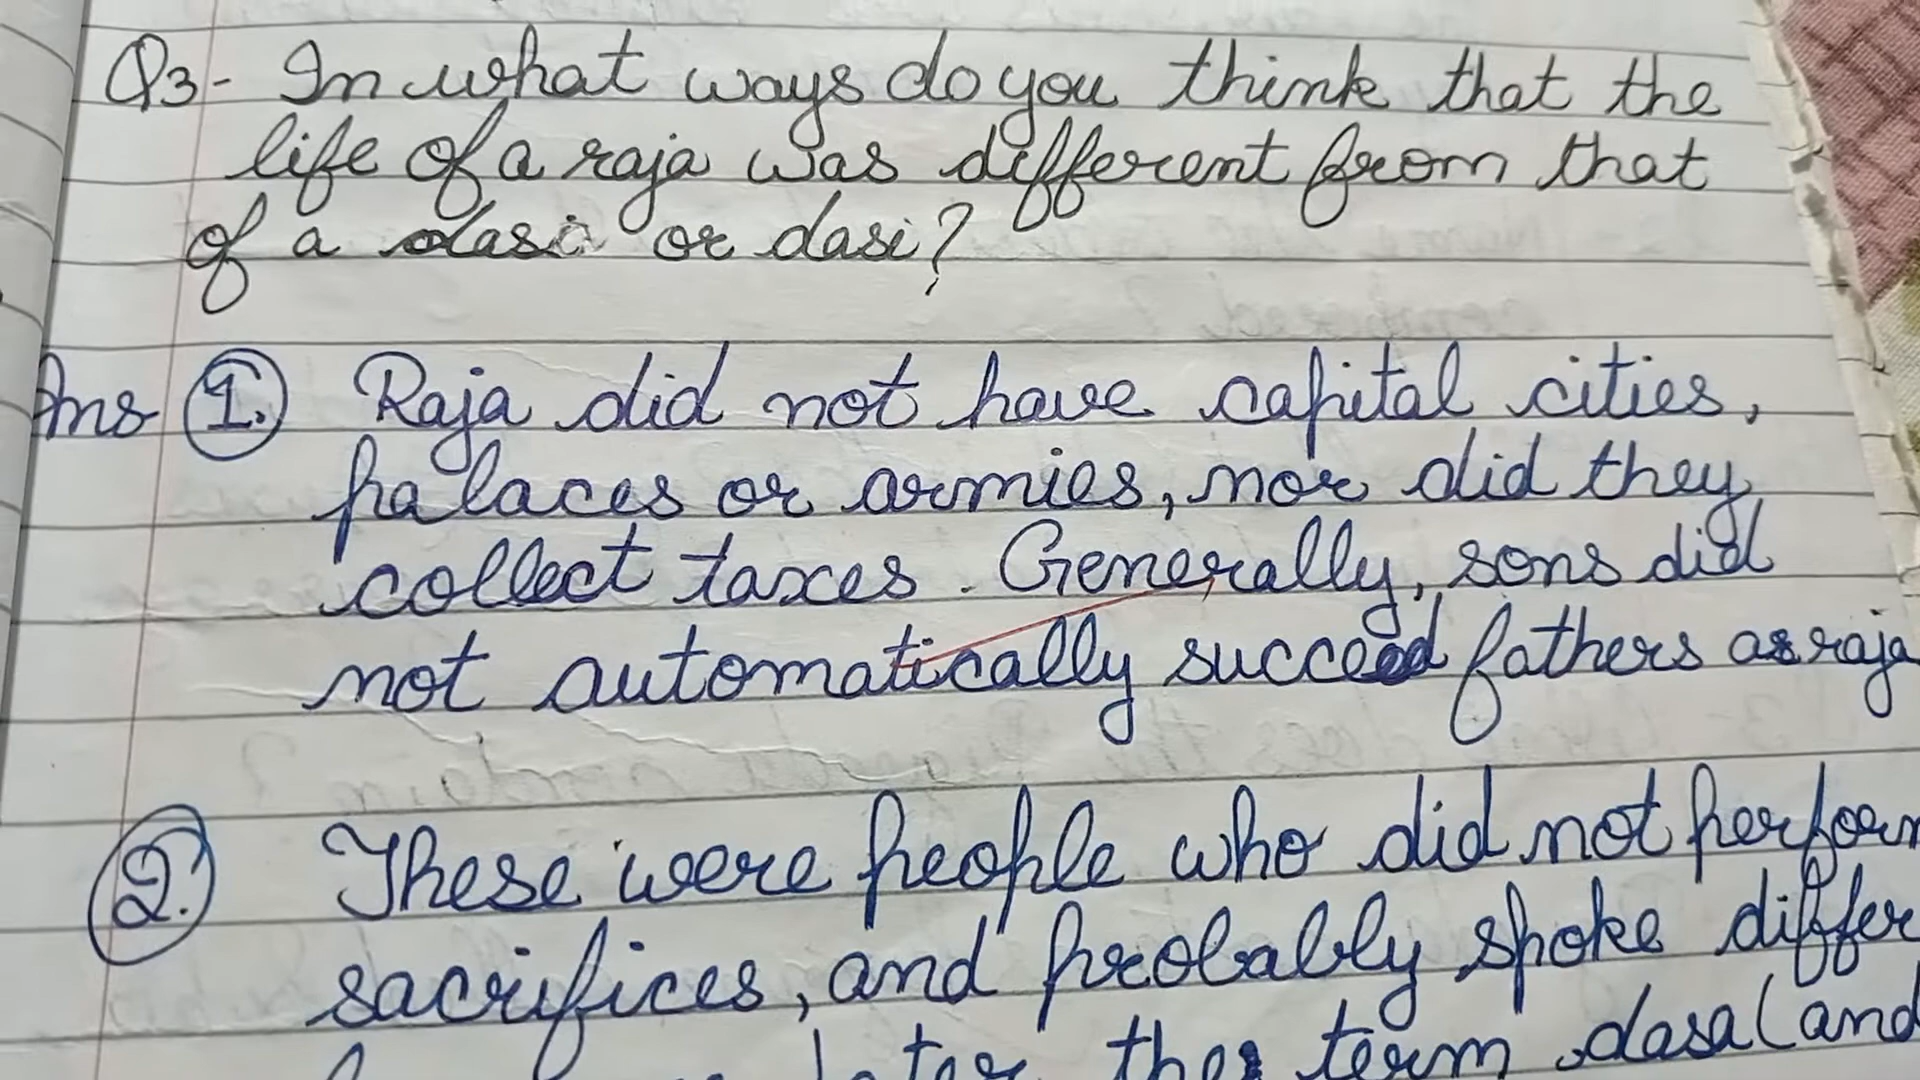 Q3- In what ways do you think that the
life of a raja was different from that
of a dasa or dasi?
Ans 1. Raja did not have capital cities,
palaces or armies, nor did they
collect taxes. Generally, sons did
not automatically succeed fathers as raja
2. These were people who did not perform
sacrifices, and probably spoke differ
later the term dasa (and